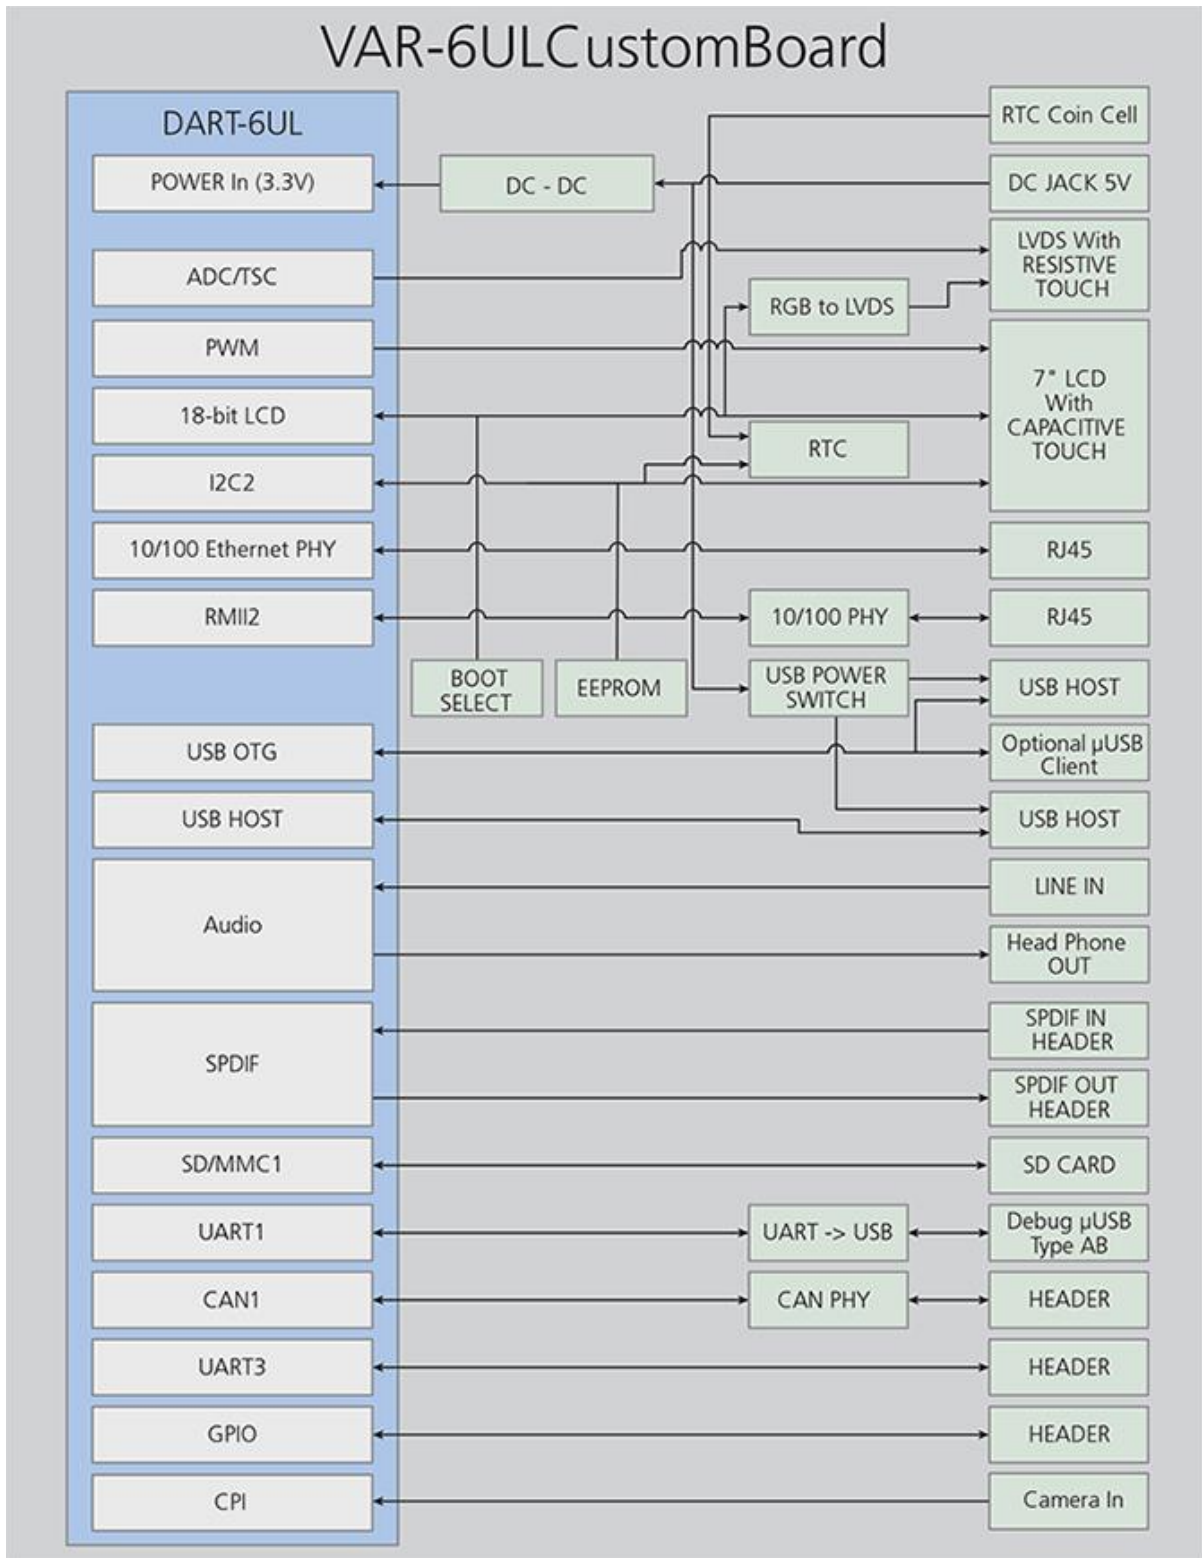 VAR-6ULCustomBoard
DART-6UL
RTC Coin Cell
POWER In (3.3V)
DC - DC
DC JACK 5V
ADC/TSC
LVDS With
RESISTIVE
TOUCH
RGB to LVDS
PWM
7" LCD
With
CAPACITIVE
TOUCH
18-bit LCD
RTC
I2C2
10/100 Ethernet PHY
RJ45
RMII2
10/100 PHY
RJ45
BOOT
SELECT
EEPROM
USB POWER
SWITCH
USB HOST
USB OTG
Optional µUSB
Client
USB HOST
USB HOST
Audio
LINE IN
Head Phone
OUT
SPDIF
SPDIF IN
HEADER
SPDIF OUT
HEADER
SD/MMC1
SD CARD
UART1
UART -> USB
Debug µUSB
Type AB
CAN1
CAN PHY
HEADER
UART3
HEADER
GPIO
HEADER
CPI
Camera In